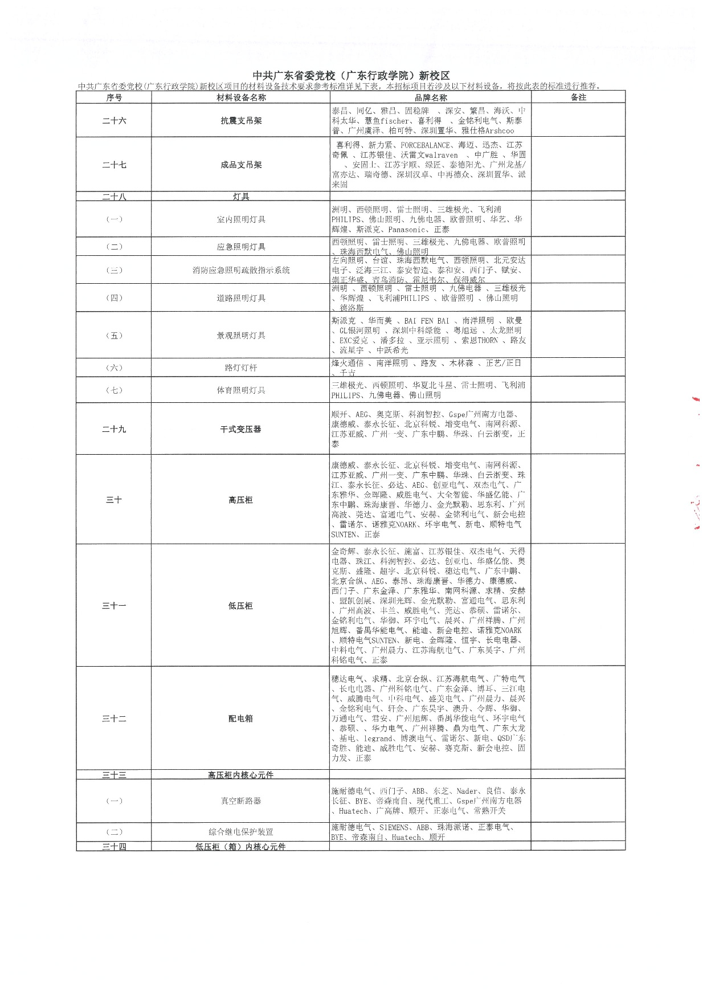 中共广东省委党校（广东行政学院）新校区
中共广东省委党校(广东行政学院)新校区项目的材料设备技术要求参考标准详见下表，本招标项目若涉及以下材料设备，将按此表的标准进行推荐。
序号 材料设备名称 品牌名称 备注
二十六 抗震支吊架
泰昌、同亿、雅昌、固稳牌 、深安、繁昌、海沃、中
科太华、慧鱼fischer、喜利得 、金铭利电气、斯泰
普、广州虞泽、柏可特、深圳置华、雅仕格Arshcoo
二十七 成品支吊架
喜利得、新力紧、FORCEBALANCE、海迈、迅杰、江苏
奇佩 、江苏银佳、沃雷文walraven 、中广胜 、华固
、安固士、江苏宇顺、绿匠、泰德阳光、广州龙基/
富亦达、瑞奇德、深圳汉卓、中再德众、深圳置华、派
来固
二十八 灯具
（一） 室内照明灯具
洲明、西顿照明、雷士照明、三雄极光、飞利浦
PHILIPS、佛山照明、九佛电器、欧普照明、华艺、华
辉煌、斯派克、Panasonic、正泰
（二） 应急照明灯具
西顿照明、雷士照明、三雄极光、九佛电器、欧普照明
、珠海西默电气、佛山照明
（三） 消防应急照明疏散指示系统
左向照明、台谊、珠海西默电气、西顿照明、北元安达
电子、泛海三江、泰安智造、泰和安、西门子、赋安、
崇正华盛、青鸟消防、霍尼韦尔、保得威尔
（四） 道路照明灯具
洲明 、西顿照明 、雷士照明 、九佛电器 、三雄极光
、华辉煌 、飞利浦PHILIPS 、欧普照明 、佛山照明
、德洛斯
（五） 景观照明灯具
斯派克 、华而美 、BAI FEN BAI 、南洋照明 、欧曼
、GL银河照明 、深圳中科绿能 、粤旭远 、太龙照明
、EXC爱克 、潘多拉 、亚示照明 、索恩THORN 、路友
、流星宇 、中跃希光
（六） 路灯灯杆
烽火通信 、南洋照明 、路友 、木林森 、正艺/正日
、千吉
（七） 体育照明灯具
三雄极光、西顿照明、华夏北斗星、雷士照明、飞利浦
PHILIPS、九佛电器、佛山照明
二十九 干式变压器
顺开、AEG、奥克斯、科润智控、Gspe广州南方电器、
康德威、泰永长征、北京科锐、增变电气、南网科源、
江苏亚威、广州一变、广东中鹏、华珠、白云浙变，正
泰
三十 高压柜
康德威、泰永长征、北京科锐、增变电气、南网科源、
江苏亚威、广州一变、广东中鹏、华珠、白云浙变、珠
江、泰永长征、必达、AEG、创亚电气、双杰电气、广
东雅华、金晖隆、威胜电气、大全智能、华盛亿能、广
东中鹏、珠海康晋、华德力、金光默勒、思东利、广州
高波、莞达、富通电气、安赫、金铭利电气、新会电控
、雷诺尔、诺雅克NOARK、环宇电气、新电、顺特电气
SUNTEN、正泰
三十一 低压柜
金奇辉、泰永长征、施富、江苏银佳、双杰电气、天得
电器、珠江、科润智控、必达、创亚电、华盛亿能、奥
克斯、盛隆、超宇、北京科锐、穗达电气、广东中鹏、
北京合纵、AEG、泰昂、珠海康晋、华德力、康德威、
西门子、广东金泽、广东雅华、南网科源、求精、安赫
、盟凯创展、深圳光辉、金光默勒、富通电气、思东利
、广州高波、丰兰、威胜电气、莞达、恭硕、雷诺尔、
金铭利电气、华御、环宇电气、晨兴、广州祥腾、广州
旭辉、番禺华能电气、能迪、新会电控、诺雅克NOARK
、顺特电气SUNTEN、新电、金晖隆、恒宇、长电电器、
中科电气、广州晨力、江苏海航电气、广东昊宇、广州
科铭电气、正泰
三十二 配电箱
穗达电气、求精、北京合纵、江苏海航电气、广特电气
、长电电器、广州科铭电气、广东金泽、博耳、三江电
气、威腾电气、中科电气、盛美电气、广州晨力、晨兴
、金铭利电气、轩金、广东昊宇、澳升、令辉、华御、
万通电气、君安、广州旭辉、番禺华能电气、环宇电气
、恭硕、、华力电气、广州祥腾、鼎为电气、广东大龙
、基电、legrand、博澳电气、雷诺尔、新电、QSD广东
奇胜、能迪、威胜电气、安赫、赛克斯、新会电控、固
力发、正泰
三十三 高压柜内核心元件
（一） 真空断路器
施耐德电气、西门子、ABB、东芝、Nader、良信、泰永
长征、BYE、帝森南自、现代重工、Gspe广州南方电器
、Huatech、广高牌、顺开、正泰电气、常熟开关
（二） 综合继电保护装置
施耐德电气、SIEMENS、ABB、珠海派诺、正泰电气、
BYE、帝森南自、Huatech、顺开
三十四 低压柜（箱）内核心元件